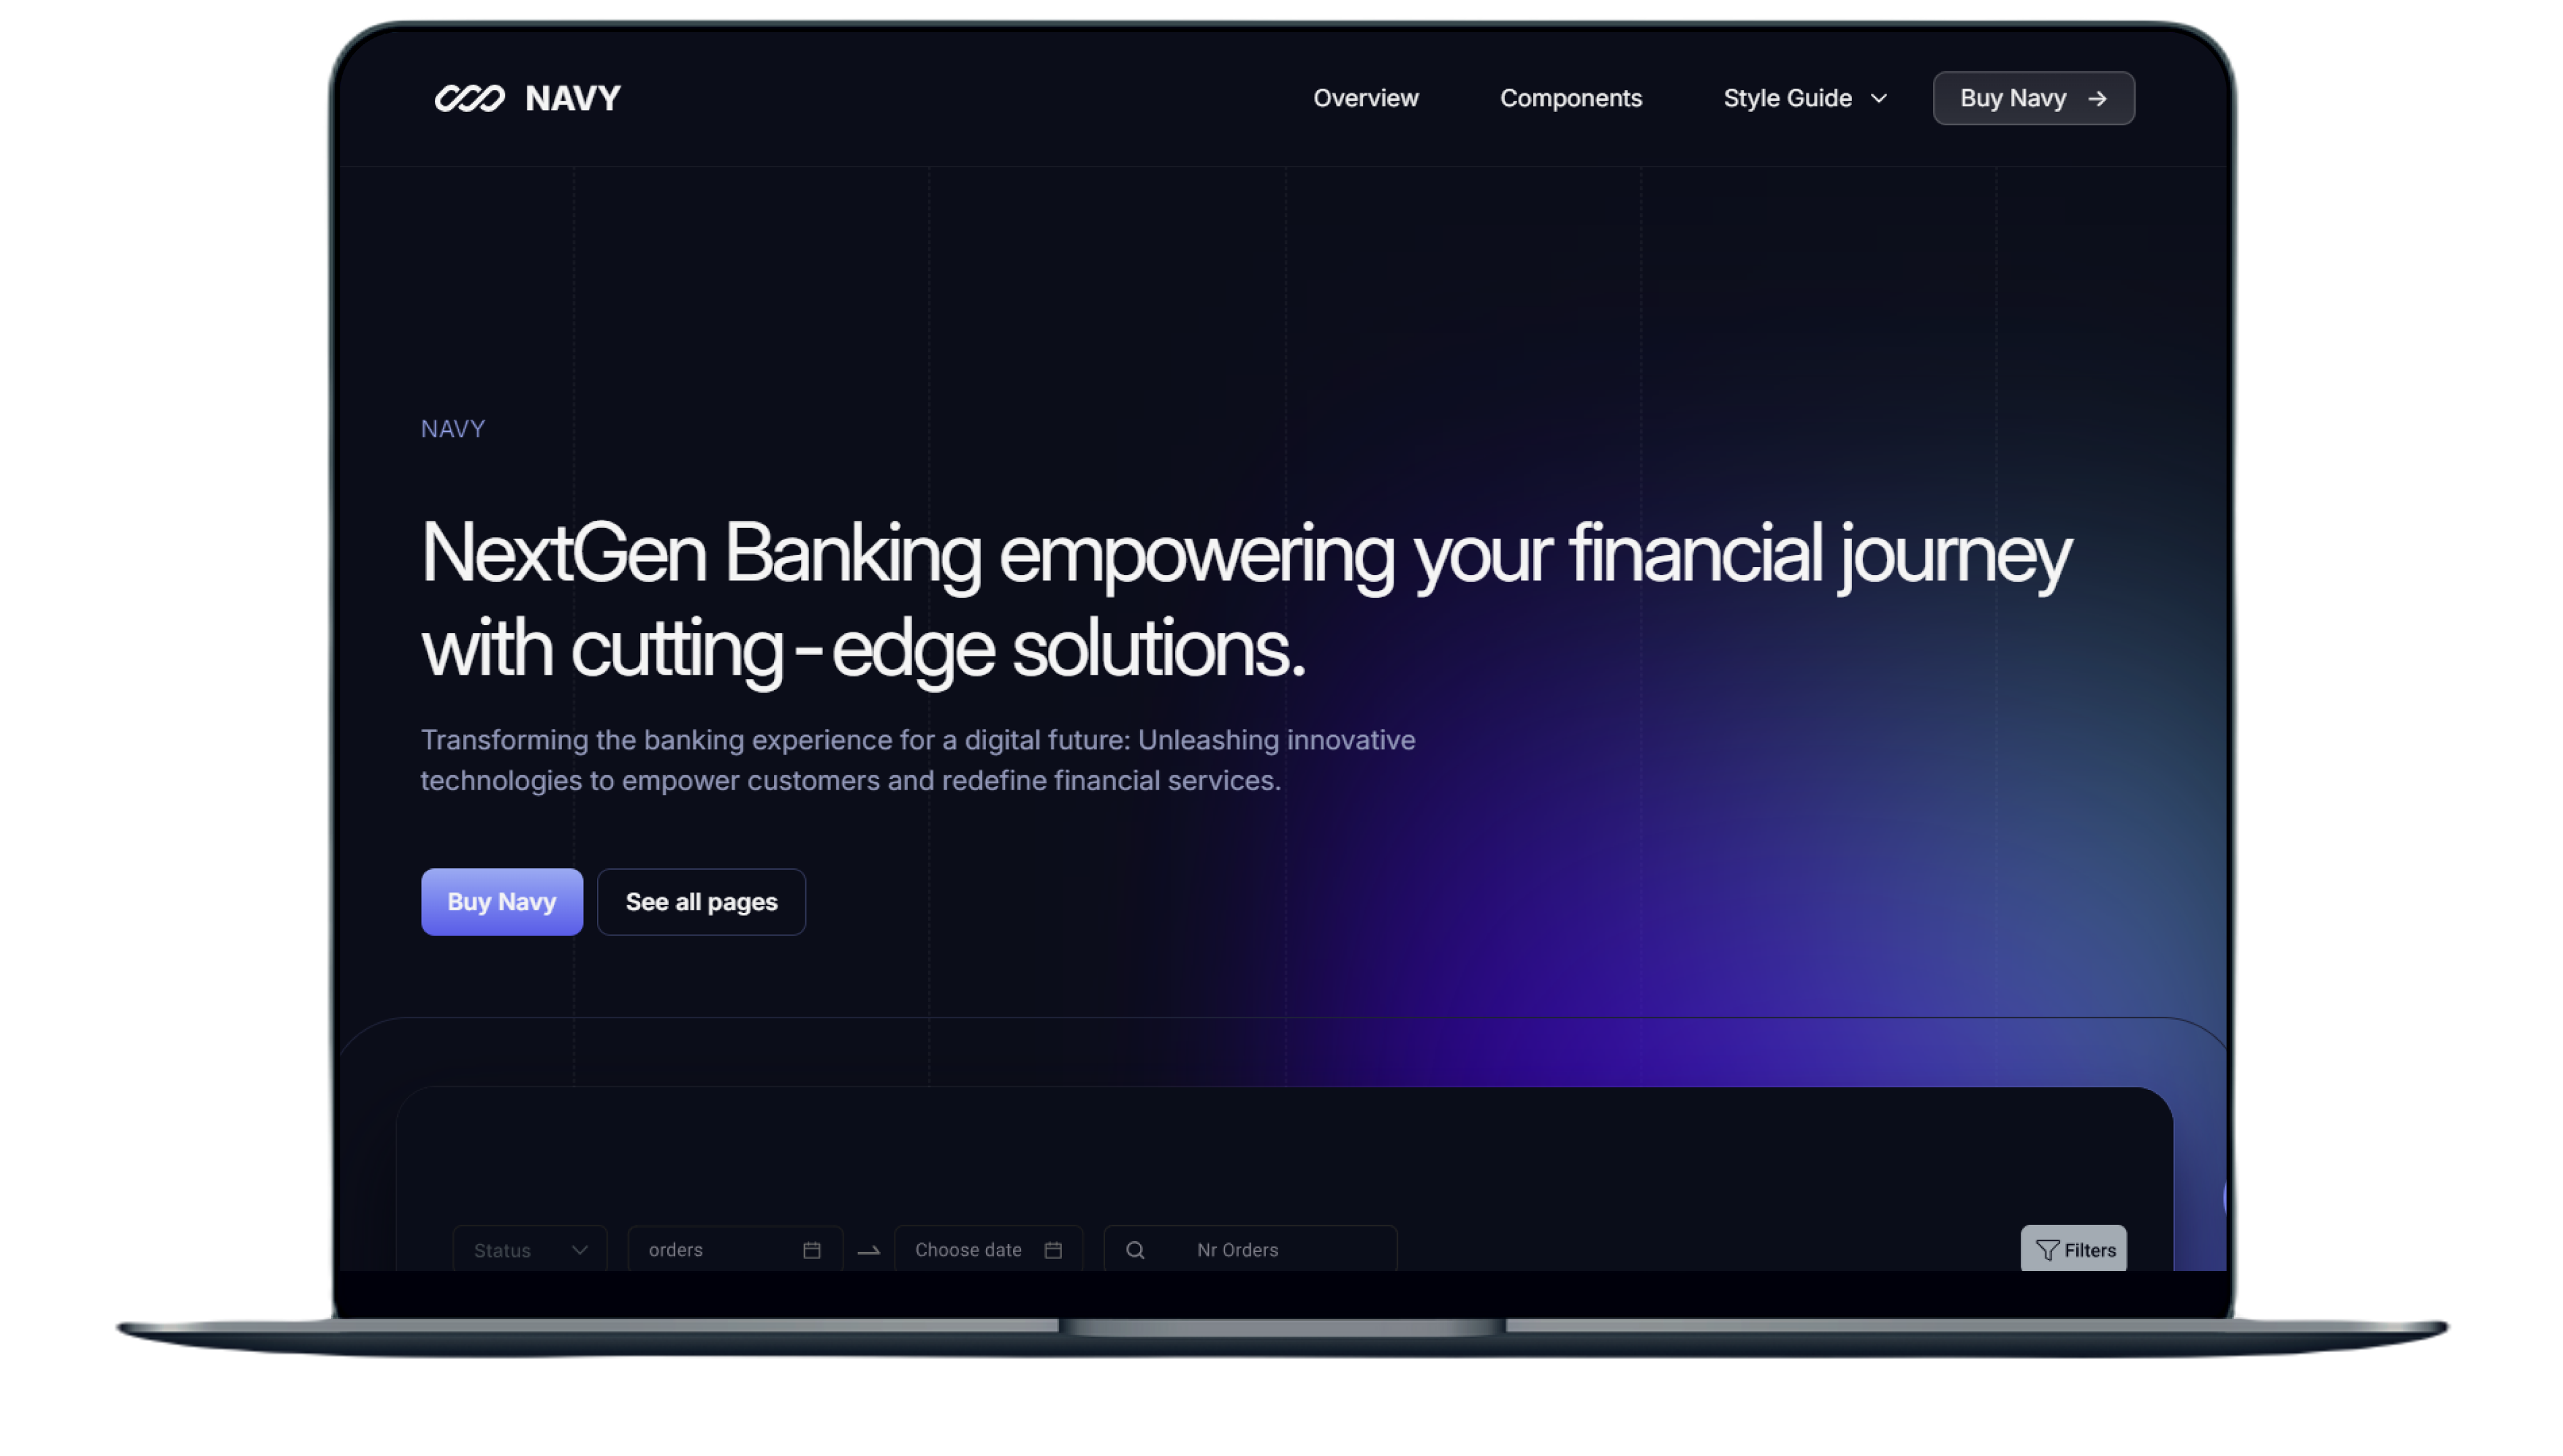 NAVY
Overview
Components
Style Guide
Buy Navy
NAVY
NextGen Banking empowering your financial journey
with cutting-edge solutions.
Transforming the banking experience for a digital future: Unleashing innovative
technologies to empower customers and redefine financial services.
Buy Navy
See all pages
Status
orders
Choose date
Nr Orders
Filters